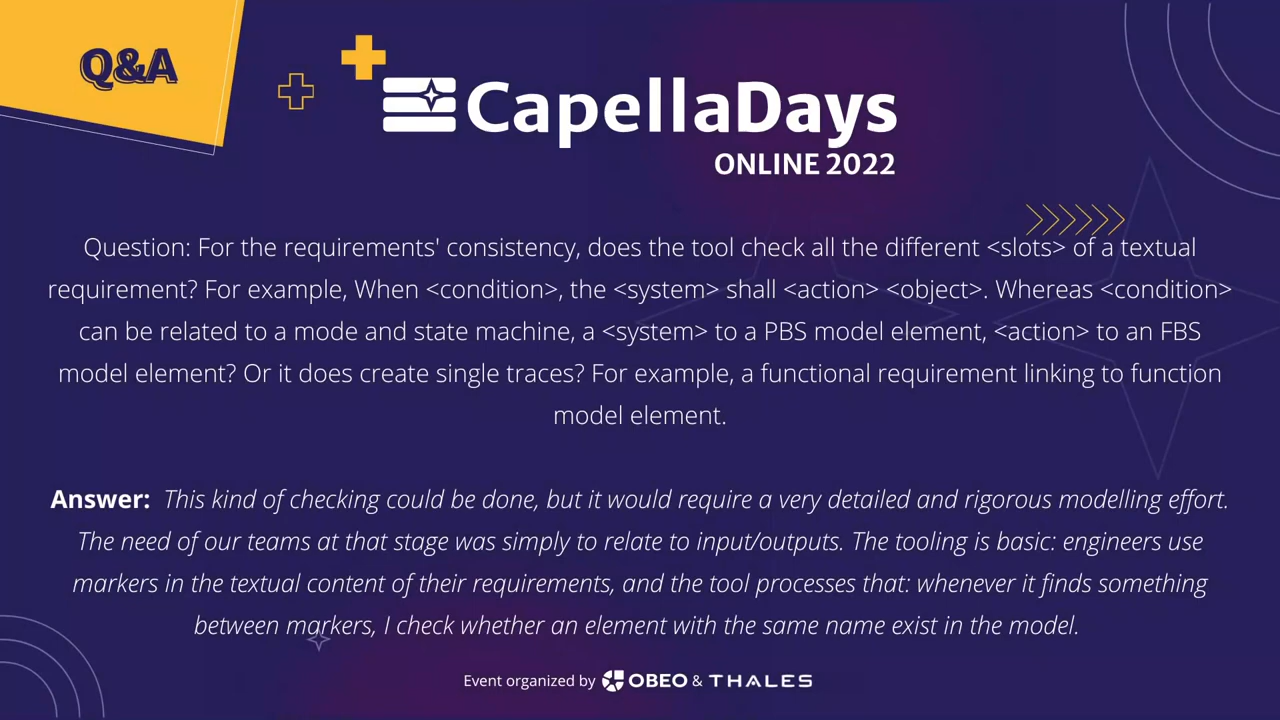 Q&A
CapellaDays
ONLINE 2022
Question: For the requirements' consistency, does the tool check all the different <slots> of a textual
requirement? For example, When <condition>, the <system> shall <action> <object>. Whereas <condition>
can be related to a mode and state machine, a <system> to a PBS model element, <action> to an FBS
model element? Or it does create single traces? For example, a functional requirement linking to function
model element.
Answer: This kind of checking could be done, but it would require a very detailed and rigorous modelling effort.
The need of our teams at that stage was simply to relate to input/outputs. The tooling is basic: engineers use
markers in the textual content of their requirements, and the tool processes that: whenever it finds something
between markers, I check whether an element with the same name exist in the model.
Event organized by OBEO & THALES